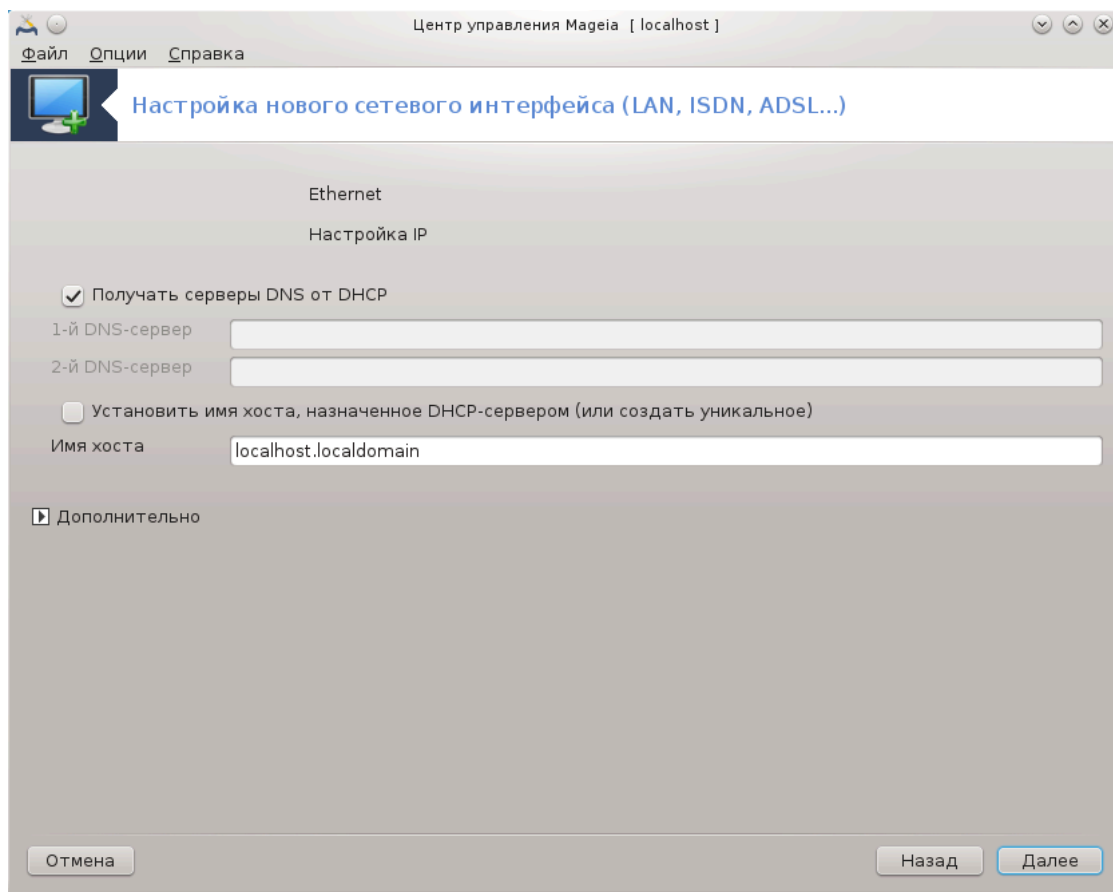 Центр управления Mageia [ localhost ]
Файл Опции Справка
Настройка нового сетевого интерфейса (LAN, ISDN, ADSL...)
Ethernet
Настройка IP
Получать серверы DNS от DHCP
1-й DNS-сервер
2-й DNS-сервер
Установить имя хоста, назначенное DHCP-сервером (или создать уникальное)
Имя хоста localhost.localdomain
Дополнительно
Отмена Назад Далее